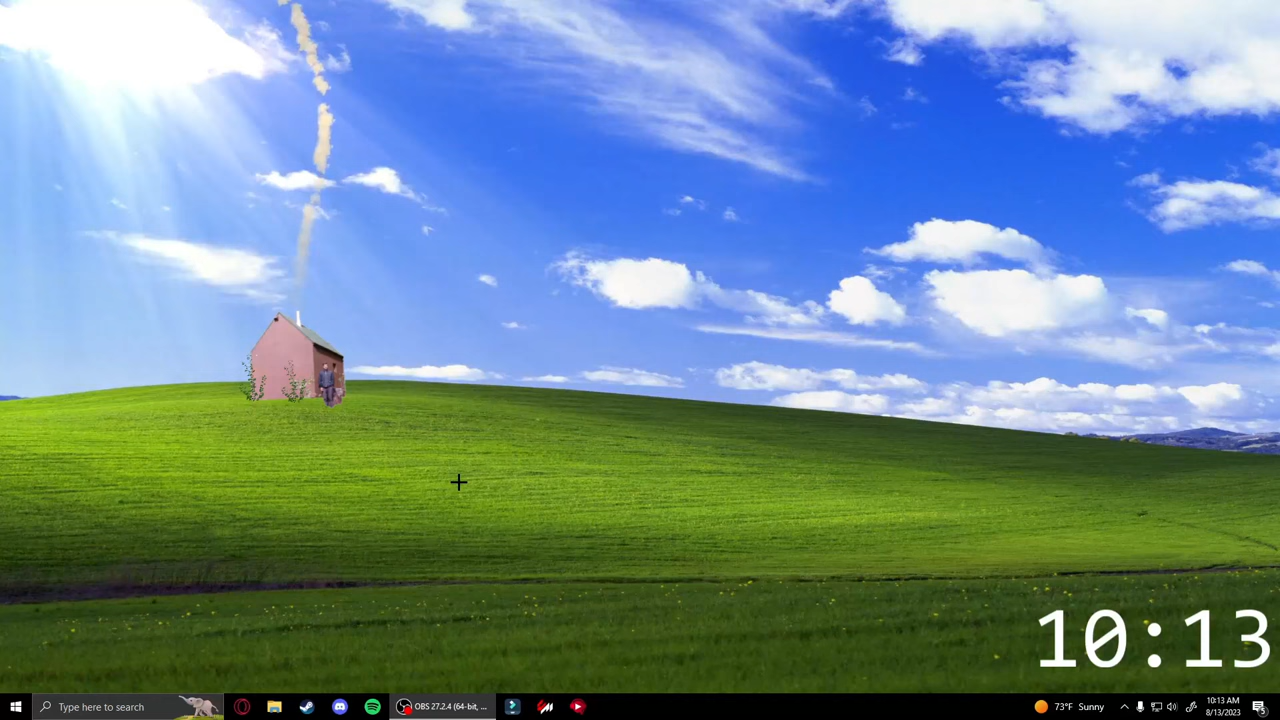 10:13
Type here to search
OBS 27.2.4 (64-bit, ...
73°F Sunny
10:13 AM
8/13/2023